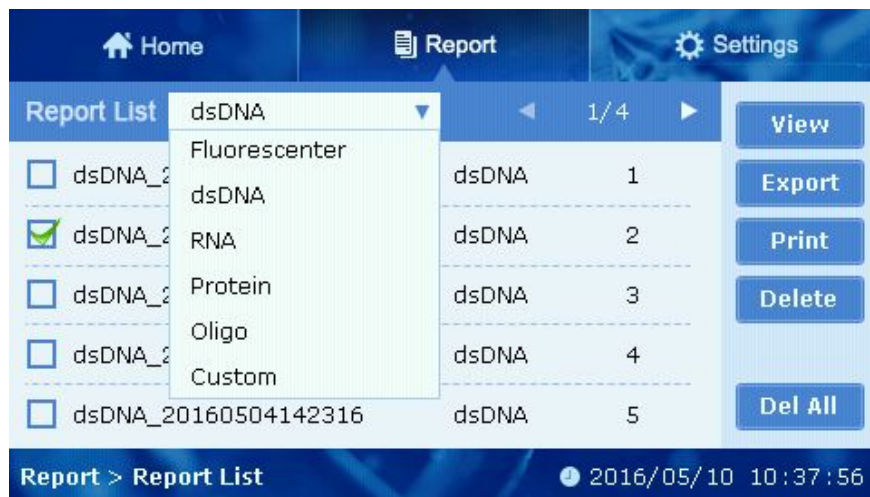 Home Report Settings
Report List dsDNA 1/4 View
Fluorescenter
dsDNA_2 dsDNA 1 Export
dsDNA
dsDNA_2 RNA dsDNA 2 Print
Protein
dsDNA_2 dsDNA 3 Delete
Oligo
dsDNA_2 dsDNA 4
Custom
dsDNA_20160504142316 dsDNA 5 Del All
Report > Report List 2016/05/10 10:37:56